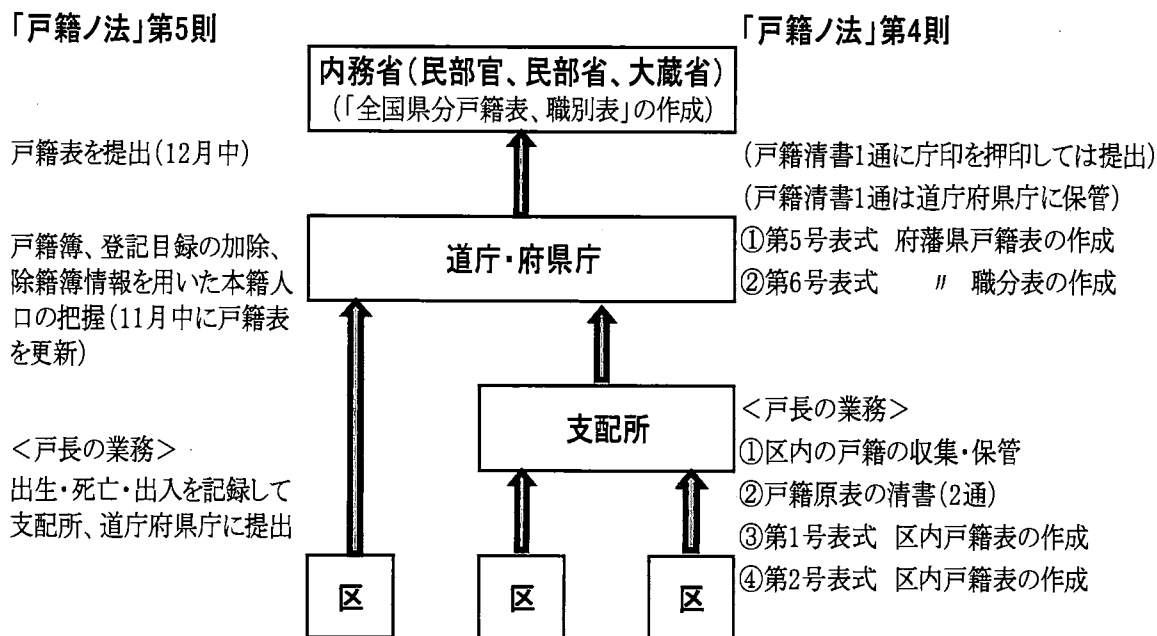 「戸籍ノ法」第5則
「戸籍ノ法」第4則
内務省(民部官、民部省、大蔵省)
(「全国県分戸籍表、職別表」の作成)
戸籍表を提出(12月中)
(戸籍清書1通に庁印を押印しては提出)
(戸籍清書1通は道庁府県庁に保管)
①第5号表式 府藩県戸籍表の作成
②第6号表式 〃 職分表の作成
道庁・府県庁
戸籍簿、登記目録の加除、
除籍簿情報を用いた本籍人
口の把握(11月中に戸籍表
を更新)
支配所
<戸長の業務>
①区内の戸籍の収集・保管
②戸籍原表の清書(2通)
③第1号表式 区内戸籍表の作成
④第2号表式 区内戸籍表の作成
<戸長の業務>
出生・死亡・出入を記録して
支配所、道庁府県庁に提出
区
区
区